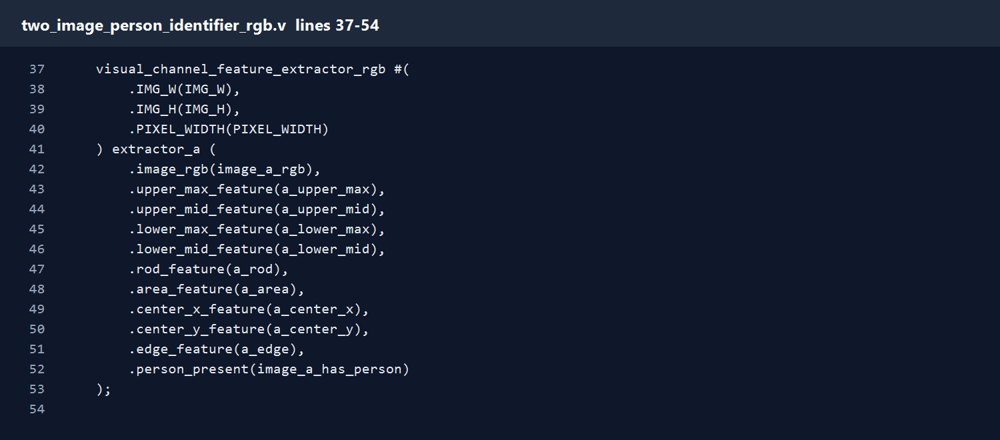 two_image_person_identifier_rgb.v  lines 37-54
37      visual_channel_feature_extractor_rgb #(
38          .IMG_W(IMG_W),
39          .IMG_H(IMG_H),
40          .PIXEL_WIDTH(PIXEL_WIDTH)
41      ) extractor_a (
42          .image_rgb(image_a_rgb),
43          .upper_max_feature(a_upper_max),
44          .upper_mid_feature(a_upper_mid),
45          .lower_max_feature(a_lower_max),
46          .lower_mid_feature(a_lower_mid),
47          .rod_feature(a_rod),
48          .area_feature(a_area),
49          .center_x_feature(a_center_x),
50          .center_y_feature(a_center_y),
51          .edge_feature(a_edge),
52          .person_present(image_a_has_person)
53      );
54